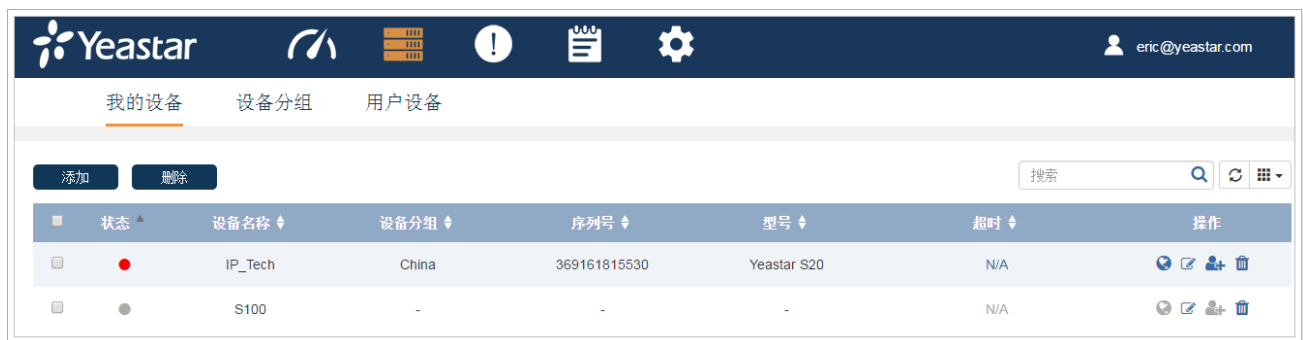 Yeastar eric@yeastar.com
我的设备 设备分组 用户设备
添加 删除 搜索
状态 设备名称 设备分组 序列号 型号 超时 操作
IP_Tech China 369161815530 Yeastar S20 N/A
S100 - - - N/A